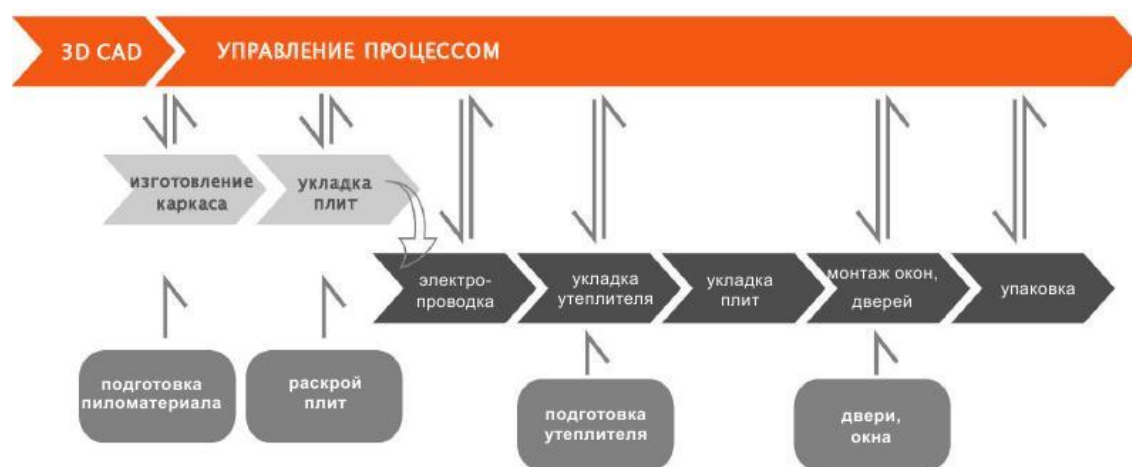 3D CAD
УПРАВЛЕНИЕ ПРОЦЕССОМ
изготовление
каркаса
укладка
плит
электро-
проводка
укладка
утеплителя
укладка
плит
монтаж окон,
дверей
упаковка
подготовка
пиломатериала
раскрой
плит
подготовка
утеплителя
двери,
окна